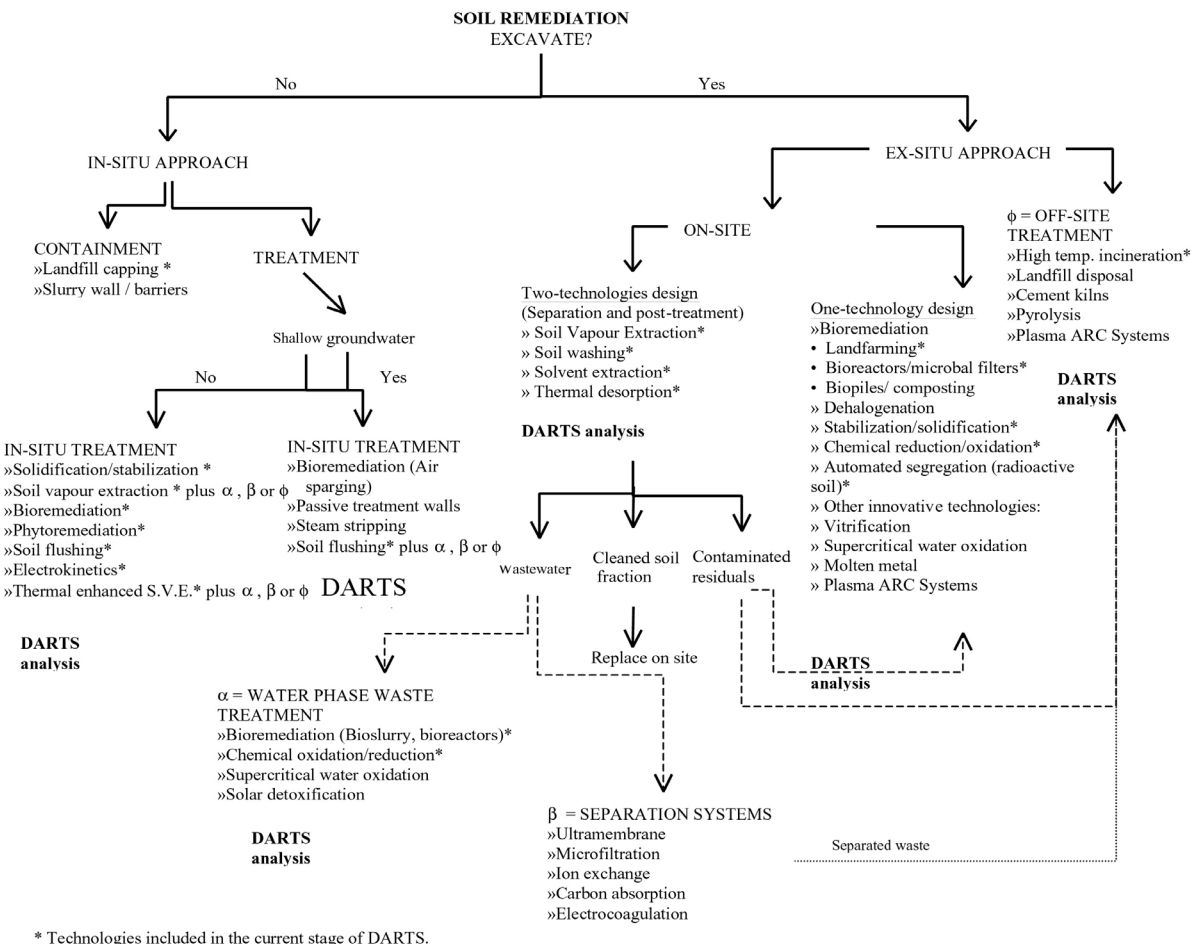 SOIL REMEDIATION
EXCAVATE?
No
Yes
IN-SITU APPROACH
EX-SITU APPROACH
CONTAINMENT
»Landfill capping *
»Slurry wall / barriers
TREATMENT
Shallow groundwater
No
Yes
IN-SITU TREATMENT
»Solidification/stabilization *
»Soil vapour extraction * plus α , β or ϕ
»Bioremediation*
»Phytoremediation*
»Soil flushing*
»Electrokinetics*
»Thermal enhanced S.V.E.* plus α , β or ϕ
DARTS
DARTS
analysis
IN-SITU TREATMENT
»Bioremediation (Air
sparging)
»Passive treatment walls
»Steam stripping
»Soil flushing* plus α , β or ϕ
ON-SITE
Two-technologies design
(Separation and post-treatment)
» Soil Vapour Extraction*
» Soil washing*
» Solvent extraction*
» Thermal desorption*
DARTS analysis
Wastewater
Cleaned soil
fraction
Contaminated
residuals
Replace on site
One-technology design
»Bioremediation
• Landfarming*
• Bioreactors/microbal filters*
• Biopiles/ composting
» Dehalogenation
» Stabilization/solidification*
» Chemical reduction/oxidation*
» Automated segregation (radioactive
soil)*
» Other innovative technologies:
» Vitrification
» Supercritical water oxidation
» Molten metal
» Plasma ARC Systems
DARTS
analysis
ϕ = OFF-SITE
TREATMENT
»High temp. incineration*
»Landfill disposal
»Cement kilns
»Pyrolysis
»Plasma ARC Systems
DARTS
analysis
α = WATER PHASE WASTE
TREATMENT
»Bioremediation (Bioslurry, bioreactors)*
»Chemical oxidation/reduction*
»Supercritical water oxidation
»Solar detoxification
DARTS
analysis
β = SEPARATION SYSTEMS
»Ultramembrane
»Microfiltration
»Ion exchange
»Carbon absorption
»Electrocoagulation
Separated waste
* Technologies included in the current stage of DARTS.